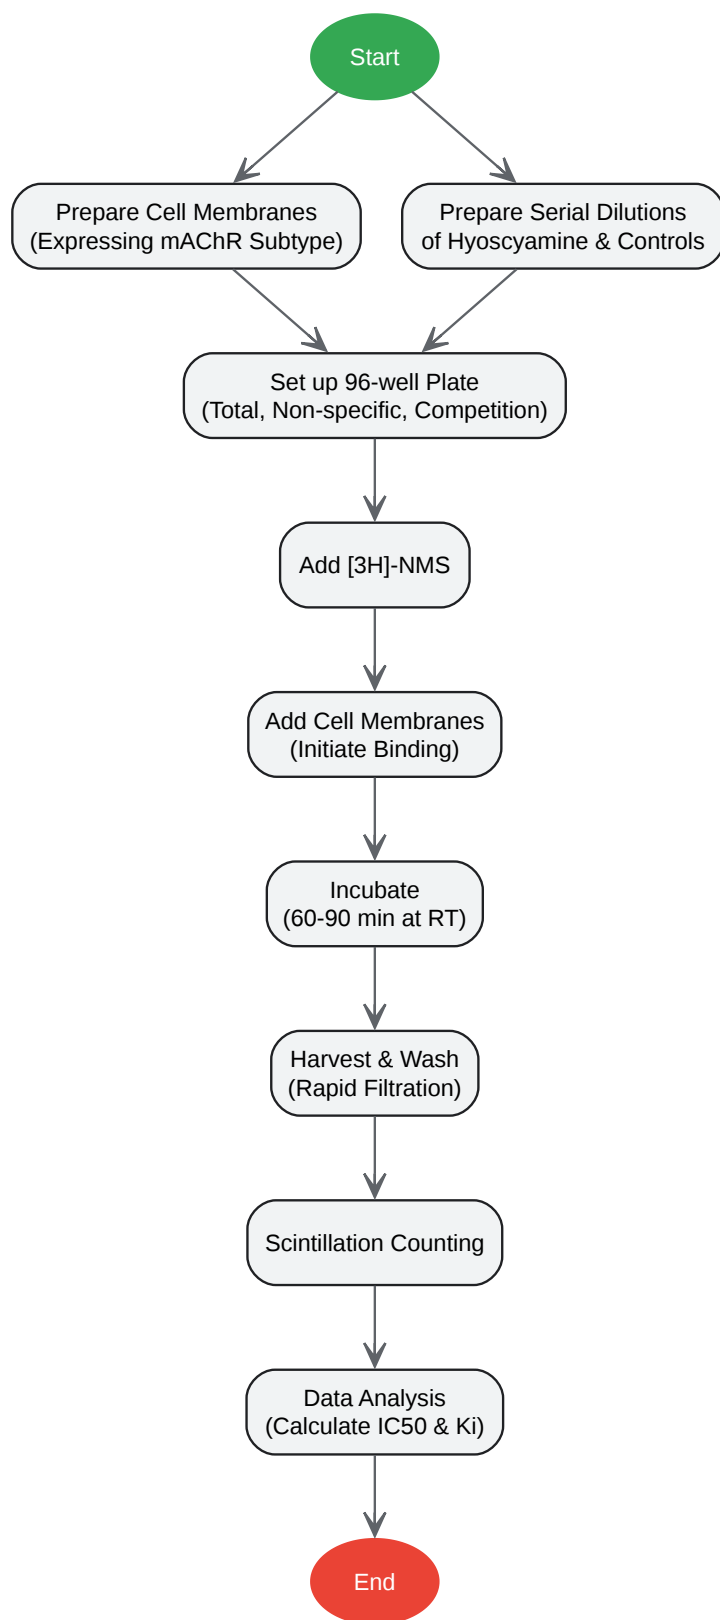 Start
Prepare Cell Membranes
(Expressing mAChR Subtype)
Prepare Serial Dilutions
of Hyoscyamine & Controls
Set up 96-well Plate
(Total, Non-specific, Competition)
Add [3H]-NMS
Add Cell Membranes
(Initiate Binding)
Incubate
(60-90 min at RT)
Harvest & Wash
(Rapid Filtration)
Scintillation Counting
Data Analysis
(Calculate IC50 & Ki)
End